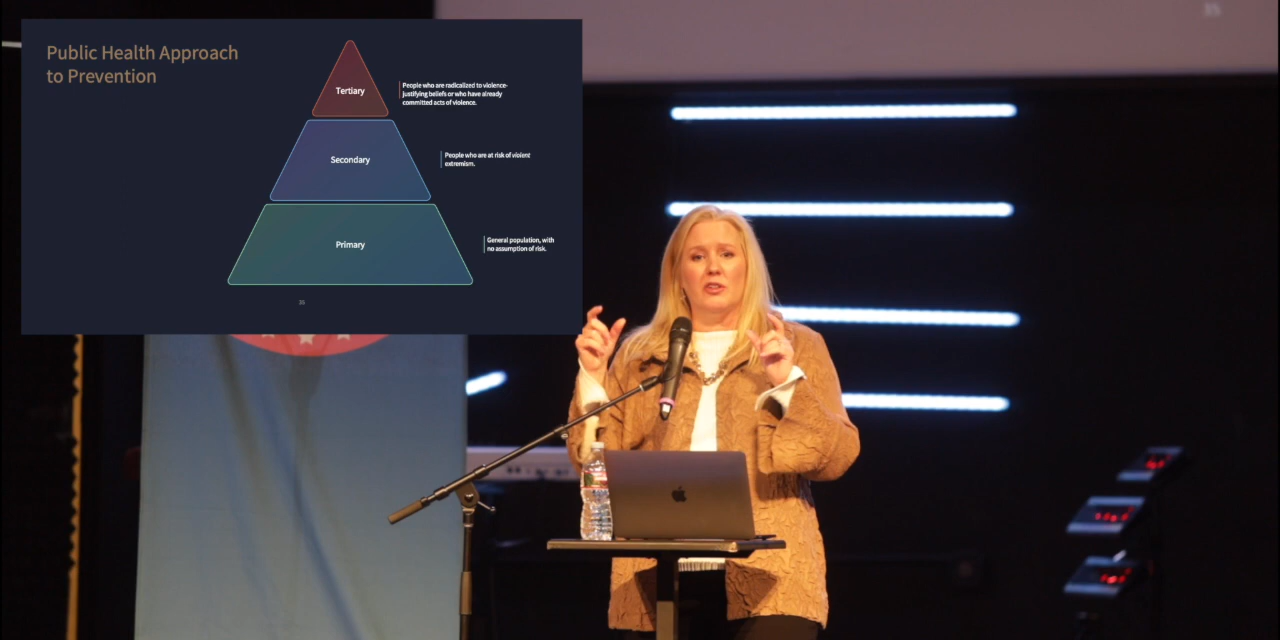 Public Health Approach
to Prevention
Tertiary
People who are radicalized to violence-
justifying beliefs or who have already
committed acts of violence.
Secondary
People who are at risk of violent
extremism.
Primary
General population, with
no assumption of risk.
35
35